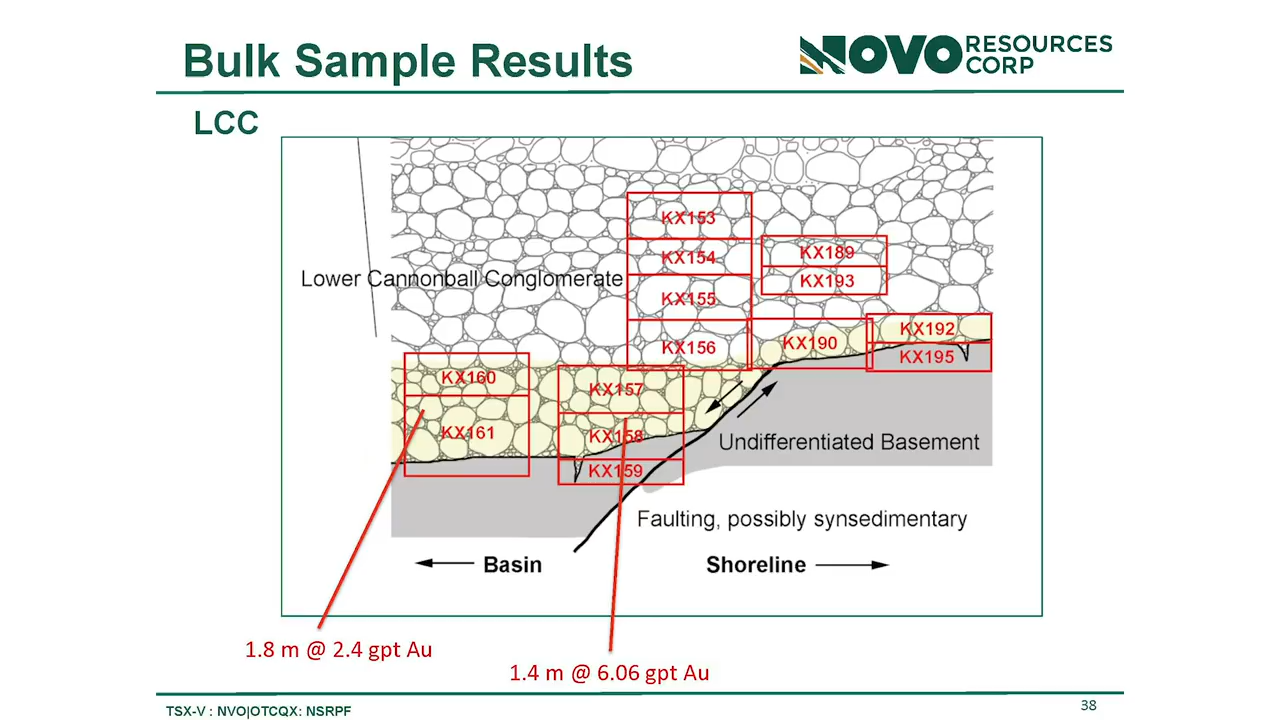 Bulk Sample Results
NOVO RESOURCES CORP
LCC
KX153
KX154
KX155
KX156
KX189
KX193
Lower Cannonball Conglomerate
KX190
KX192
KX195
KX160
KX161
KX157
KX158
KX159
Undifferentiated Basement
Faulting, possibly synsedimentary
Basin
Shoreline
1.8 m @ 2.4 gpt Au
1.4 m @ 6.06 gpt Au
TSX-V : NVO|OTCQX: NSRPF
38